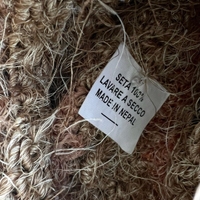 SETA 100%
LAVARE A SECCO
MADE IN NEPAL